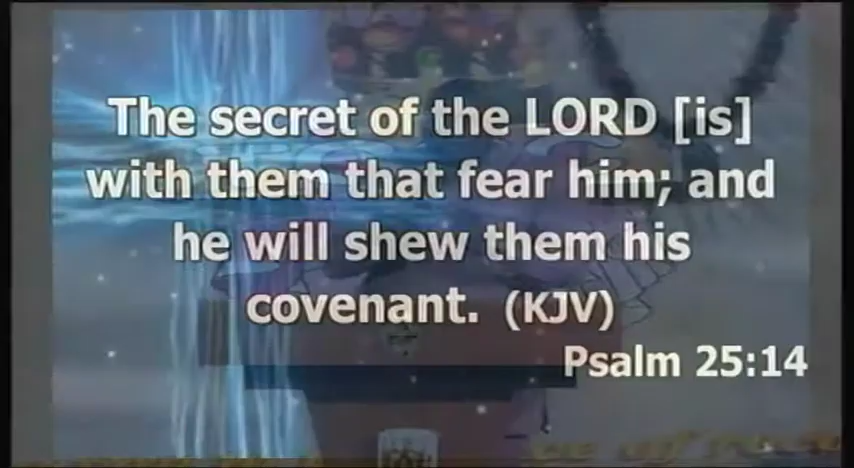 The secret of the LORD [is]
with them that fear him; and
he will shew them his
covenant. (KJV)
Psalm 25:14